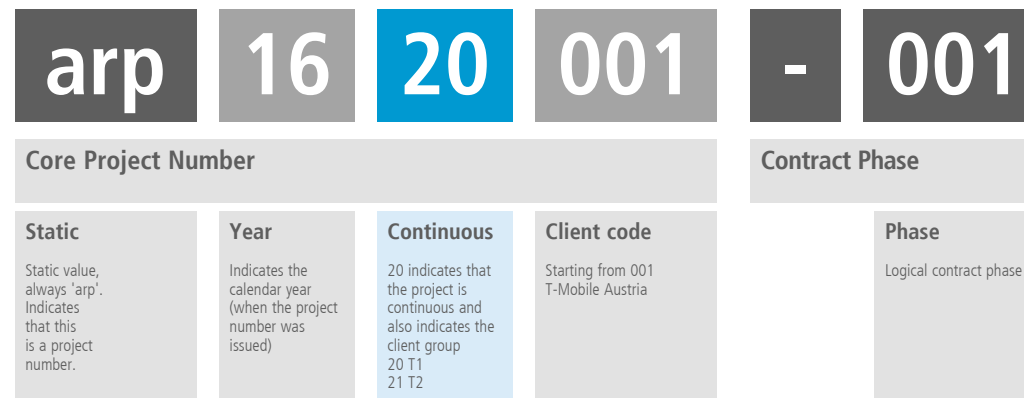 arp 16 20 001 - 001
Core Project Number
Contract Phase
Static
Static value,
always 'arp'.
Indicates
that this
is a project
number.
Year
Indicates the
calendar year
(when the project
number was
issued)
Continuous
20 indicates that
the project is
continuous and
also indicates the
client group
20 T1
21 T2
Client code
Starting from 001
T-Mobile Austria
Phase
Logical contract phase